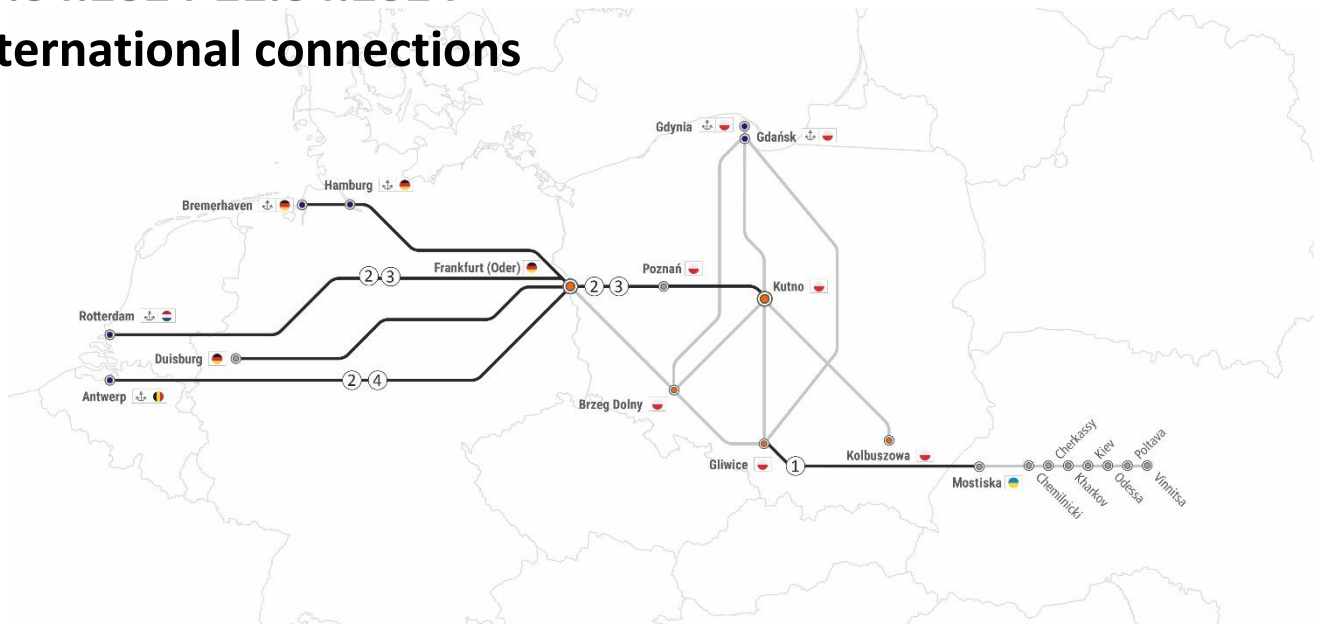 ternational connections
Gdynia
Gdańsk
Hamburg
Bremerhaven
Frankfurt (Oder)
2 3
2 3
Poznań
Kutno
Rotterdam
Duisburg
2 4
Antwerp
Brzeg Dolny
Gliwice
1
Kolbuszowa
Mostiska
Chemilnicki
Cherkassy
Kharkov
Kiev
Odessa
Poltava
Vinnitsa